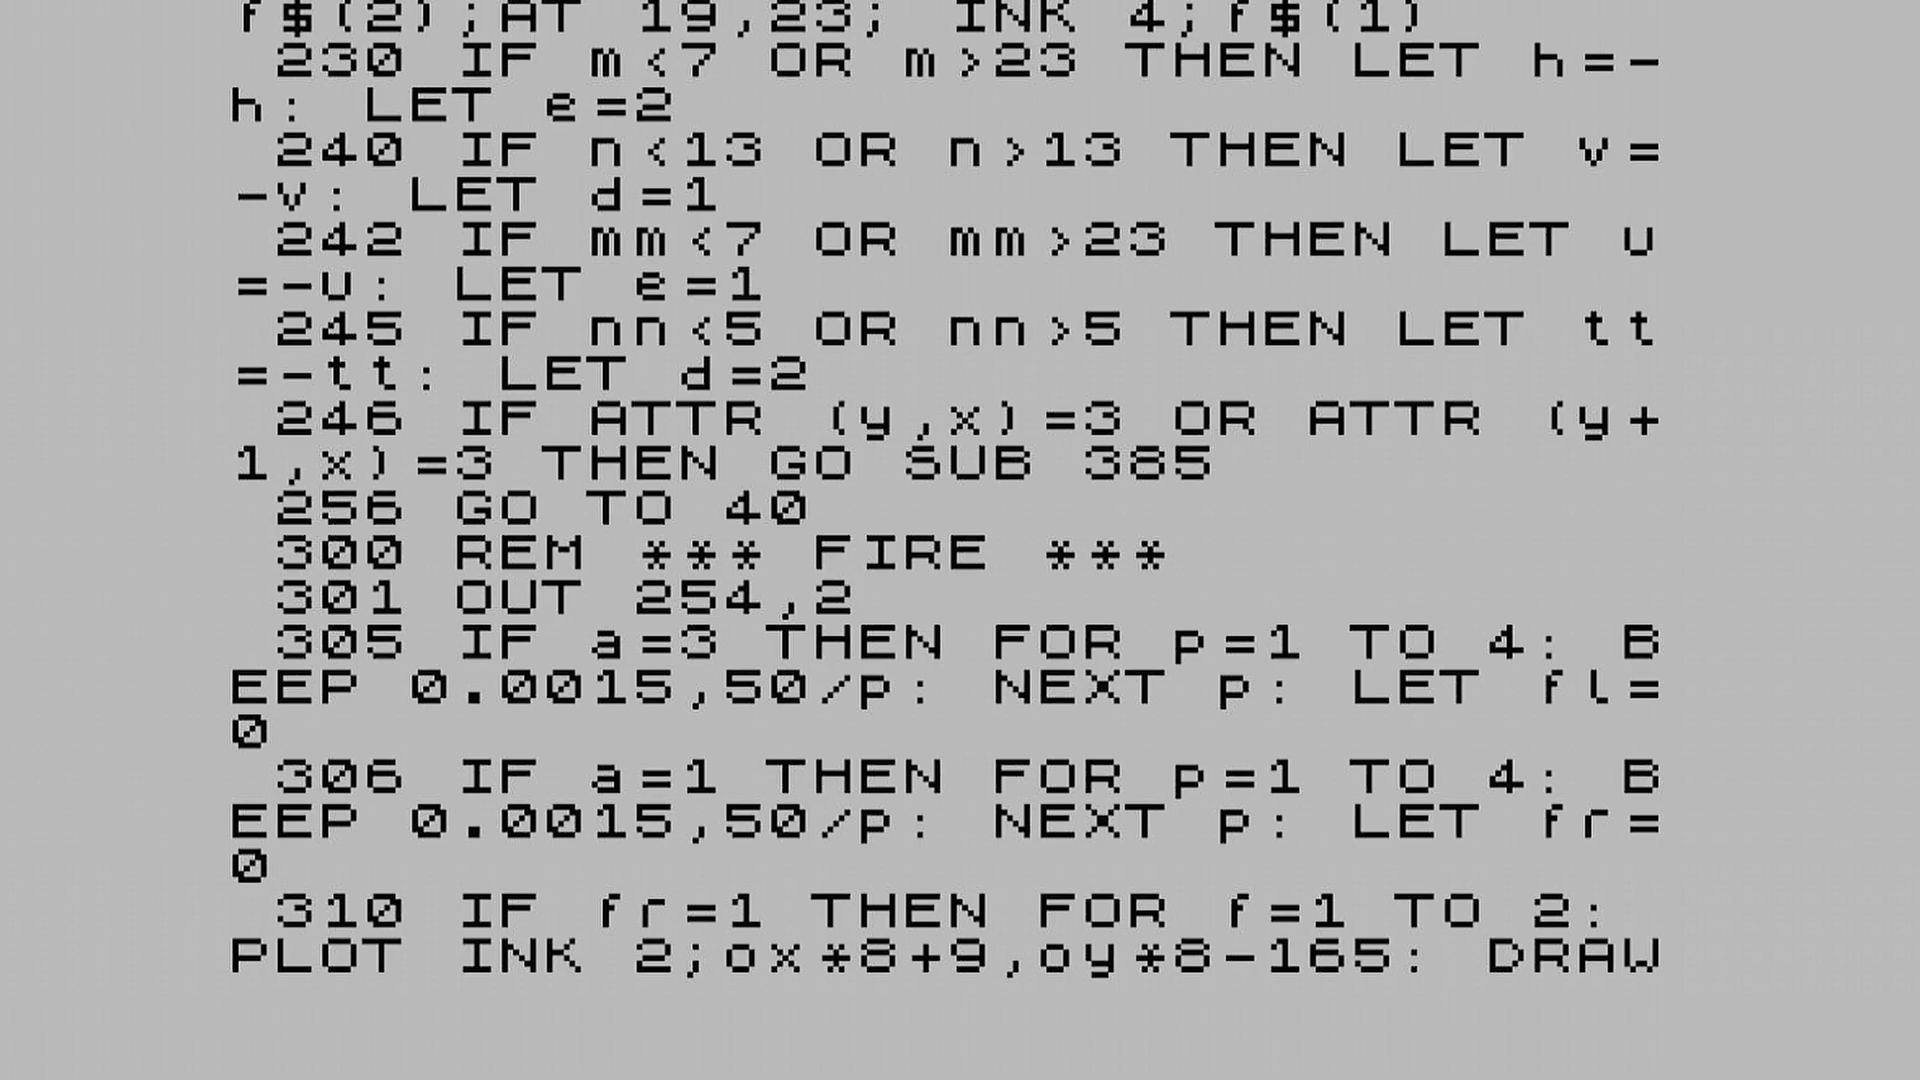 f$(2);AT 19,23; INK 4;f$(1)
230 IF m<7 OR m>23 THEN LET h=-
h: LET e=2
240 IF n<13 OR n>13 THEN LET v=
-v: LET d=1
242 IF mm<7 OR mm>23 THEN LET u
=-u: LET e=1
245 IF nn<5 OR nn>5 THEN LET tt
=-tt: LET d=2
246 IF ATTR (y,x)=3 OR ATTR (y+
1,x)=3 THEN GO SUB 385
256 GO TO 40
300 REM *** FIRE ***
301 OUT 254,2
305 IF a=3 THEN FOR p=1 TO 4: B
EEP 0.0015,50/p: NEXT p: LET fl=
0
306 IF a=1 THEN FOR p=1 TO 4: B
EEP 0.0015,50/p: NEXT p: LET fr=
0
310 IF fr=1 THEN FOR f=1 TO 2:
PLOT INK 2;ox*8+9,oy*8-165: DRAW